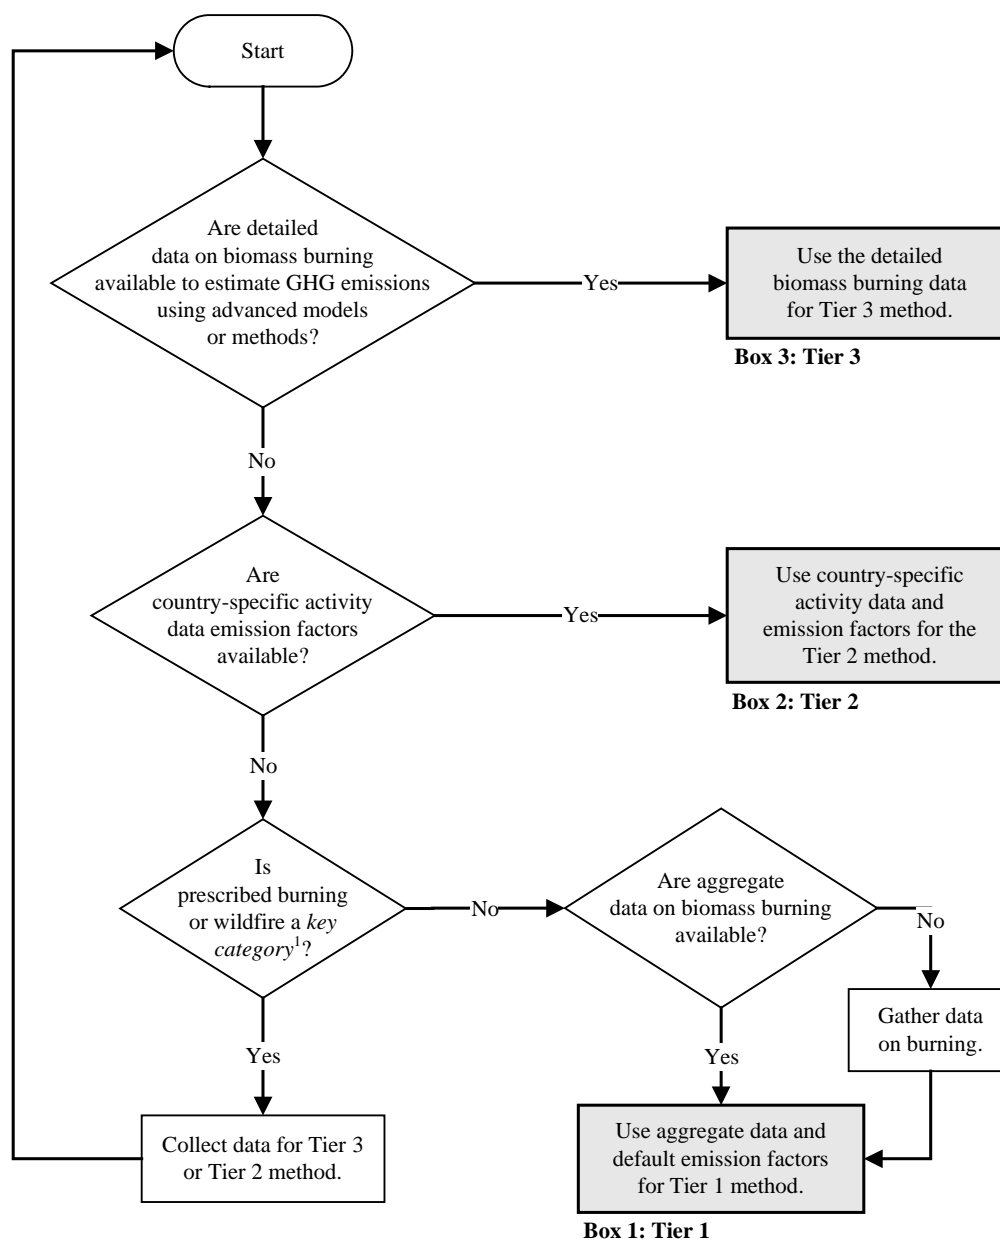 Start
Are detailed
data on biomass burning
available to estimate GHG emissions
using advanced models
or methods?
Yes
Use the detailed
biomass burning data
for Tier 3 method.
Box 3: Tier 3
No
Are
country-specific activity
data emission factors
available?
Yes
Use country-specific
activity data and
emission factors for the
Tier 2 method.
Box 2: Tier 2
No
Is
prescribed burning
or wildfire a key
category¹?
No
Are aggregate
data on biomass burning
available?
No
Gather data
on burning.
Yes
Yes
Collect data for Tier 3
or Tier 2 method.
Use aggregate data and
default emission factors
for Tier 1 method.
Box 1: Tier 1